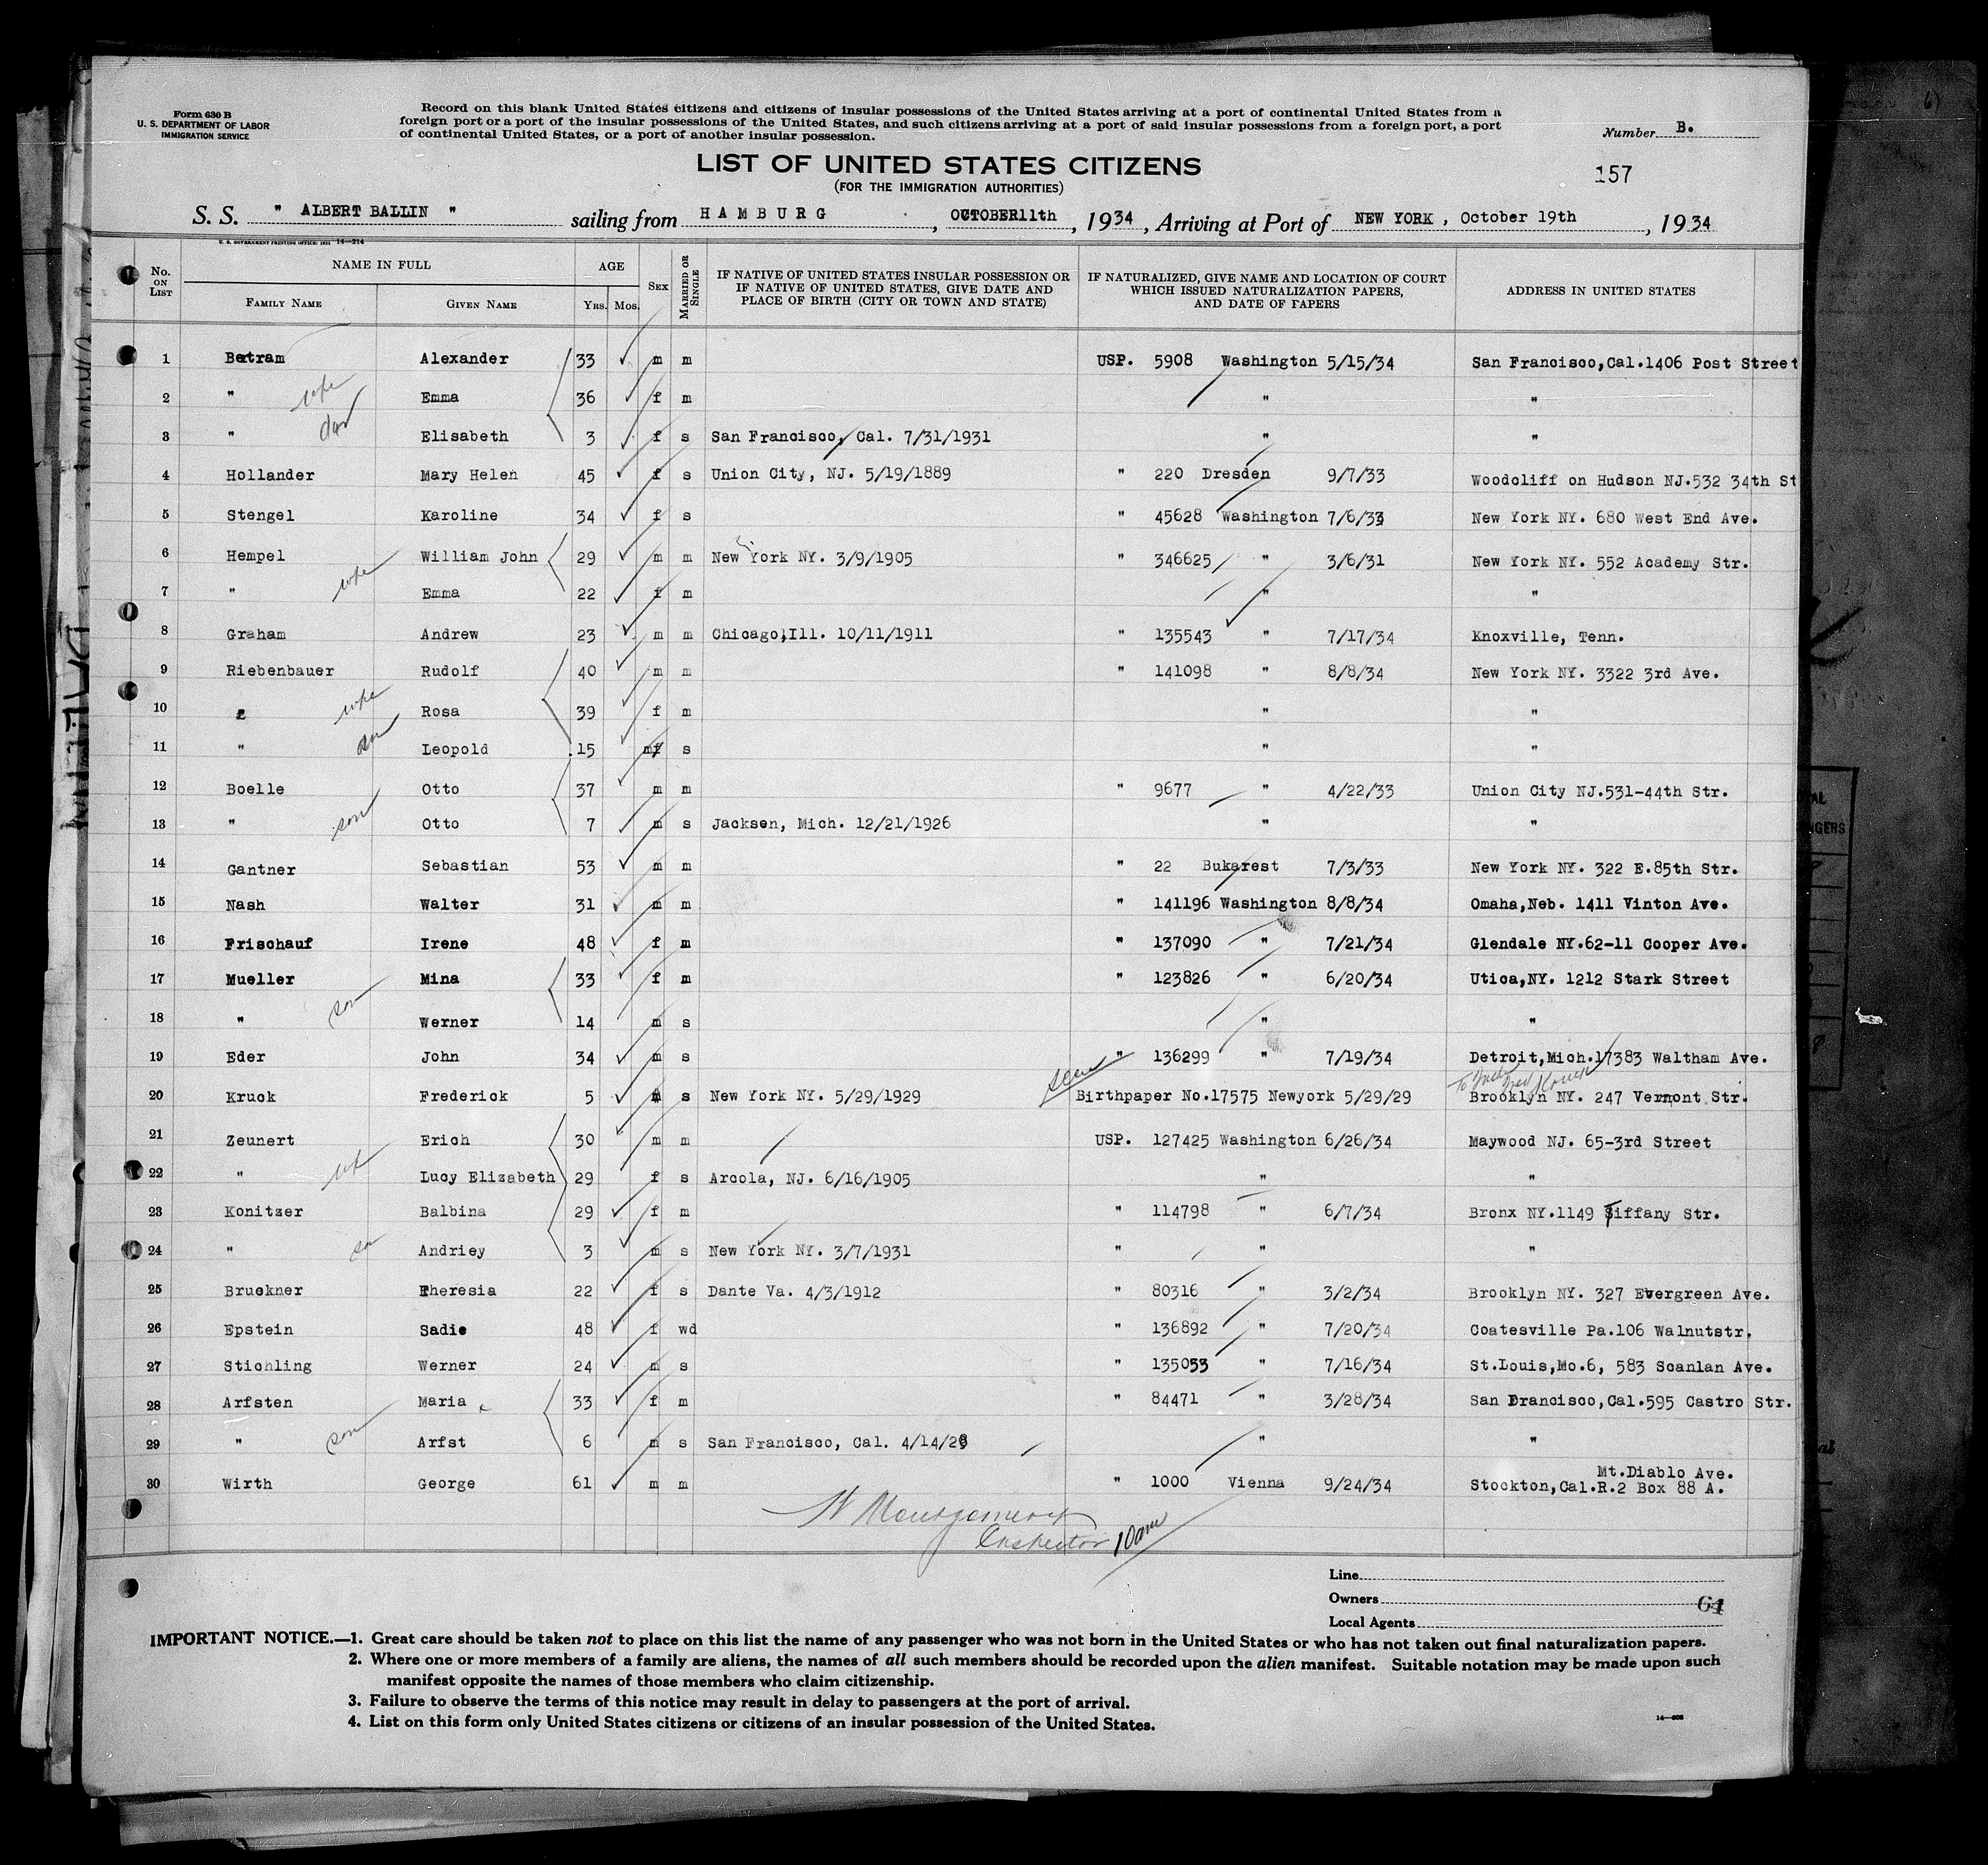 Form 630 B
U. S. DEPARTMENT OF LABOR
IMMIGRATION SERVICE
Record on this blank United States citizens and citizens of insular possessions of the United States arriving at a port of continental United States from a
foreign port or a port of the insular possessions of the United States, and such citizens arriving at a port of said insular possessions from a foreign port, a port
of continental United States, or a port of another insular possession.
Number B.
LIST OF UNITED STATES CITIZENS
(FOR THE IMMIGRATION AUTHORITIES)
157
S. S. " ALBERT BALLIN " sailing from HAMBURG, OCTOBER11th, 1934, Arriving at Port of NEW YORK, October 19th, 1934
U. S. GOVERNMENT PRINTING OFFICE: 1931 14-214
No. ON LIST
NAME IN FULL
FAMILY NAME GIVEN NAME
AGE
Yrs. Mos.
SEX
MARRIED OR SINGLE
IF NATIVE OF UNITED STATES INSULAR POSSESSION OR
IF NATIVE OF UNITED STATES, GIVE DATE AND
PLACE OF BIRTH (CITY OR TOWN AND STATE)
IF NATURALIZED, GIVE NAME AND LOCATION OF COURT
WHICH ISSUED NATURALIZATION PAPERS,
AND DATE OF PAPERS
ADDRESS IN UNITED STATES
1 Betram Alexander 33 m m USP. 5908 Washington 5/15/34 San Francisco,Cal.1406 Post Street
2 " wife Emma 36 f m " "
3 " dau Elisabeth 3 f s San Francisco, Cal. 7/31/1931 " "
4 Hollander Mary Helen 45 f s Union City, NJ. 5/19/1889 " 220 Dresden 9/7/33 Woodcliff on Hudson NJ.532 34th St
5 Stengel Karoline 34 f s " 45628 Washington 7/6/33 New York NY. 680 West End Ave.
6 Hempel William John 29 m m New York NY. 3/9/1905 " 346625 " 3/6/31 New York NY. 552 Academy Str.
7 " wife Emma 22 f m " "
8 Graham Andrew 23 m m Chicago,Ill. 10/11/1911 " 135543 " 7/17/34 Knoxville, Tenn.
9 Riebenbauer Rudolf 40 m m " 141098 " 8/8/34 New York NY. 3322 3rd Ave.
10 " wife Rosa 39 f m " "
11 " son Leopold 15 m s " "
12 Boelle Otto 37 m m " 9677 " 4/22/33 Union City NJ.531-44th Str.
13 " son Otto 7 m s Jacksen, Mich. 12/21/1926 " "
14 Gantner Sebastian 53 m m " 22 Bukarest 7/3/33 New York NY. 322 E.85th Str.
15 Nash Walter 31 m m " 141196 Washington 8/8/34 Omaha,Neb. 1411 Vinton Ave.
16 Frischauf Irene 48 f m " 137090 " 7/21/34 Glendale NY.62-11 Cooper Ave.
17 Mueller Mina 33 f m " 123826 " 6/20/34 Utica,NY. 1212 Stark Street
18 " son Werner 14 m s " "
19 Eder John 34 m s " 136299 " 7/19/34 Detroit,Mich.17383 Waltham Ave.
20 Kruck Frederick 5 m s New York NY. 5/29/1929 seen Birthpaper No.17575 Newyork 5/29/29 Brooklyn NY. 247 Vermont Str.
21 Zeunert Erich 30 m m USP. 127425 Washington 6/26/34 Maywood NJ. 65-3rd Street
22 " Lucy Elizabeth 29 f s Arcola, NJ. 6/16/1905 " "
23 Konitzer Balbina 29 f m " 114798 " 6/7/34 Bronx NY.1149 Tiffany Str.
24 " Andriey 3 m s New York NY. 3/7/1931 " " "
25 Bruckner Theresia 22 f s Dante Va. 4/3/1912 " 80316 " 3/2/34 Brooklyn NY. 327 Evergreen Ave.
26 Epstein Sadie 48 f wd " 136892 " 7/20/34 Coatesville Pa.106 Walnutstr.
27 Stichling Werner 24 m s " 135053 " 7/16/34 St.Louis,Mo.6, 583 Scanlan Ave.
28 Arfsten Maria 33 f m " 84471 " 3/28/34 San Francisco,Cal.595 Castro Str.
29 " son Arfst 6 m s San Francisco, Cal. 4/14/28 " "
30 Wirth George 61 m m " 1000 Vienna 9/24/34 Mt.Diablo Ave.
Stockton,Cal.R.2 Box 88 A.
Montgomery
Inspector 10am
Line
Owners
Local Agents
61
IMPORTANT NOTICE.—1. Great care should be taken not to place on this list the name of any passenger who was not born in the United States or who has not taken out final naturalization papers.
2. Where one or more members of a family are aliens, the names of all such members should be recorded upon the alien manifest. Suitable notation may be made upon such
manifest opposite the names of those members who claim citizenship.
3. Failure to observe the terms of this notice may result in delay to passengers at the port of arrival.
4. List on this form only United States citizens or citizens of an insular possession of the United States.